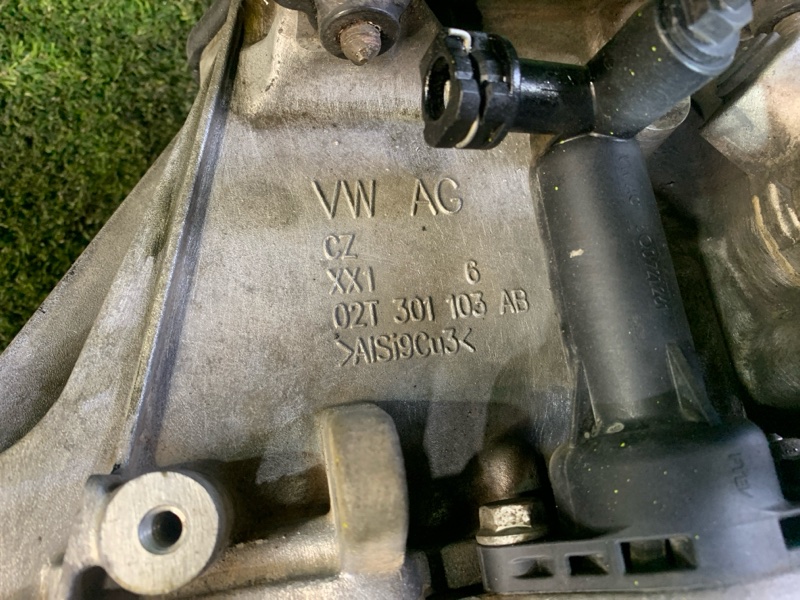 VW AG
CZ
XX1 6
02T 301 103 AB
>AlSi9Cu3<